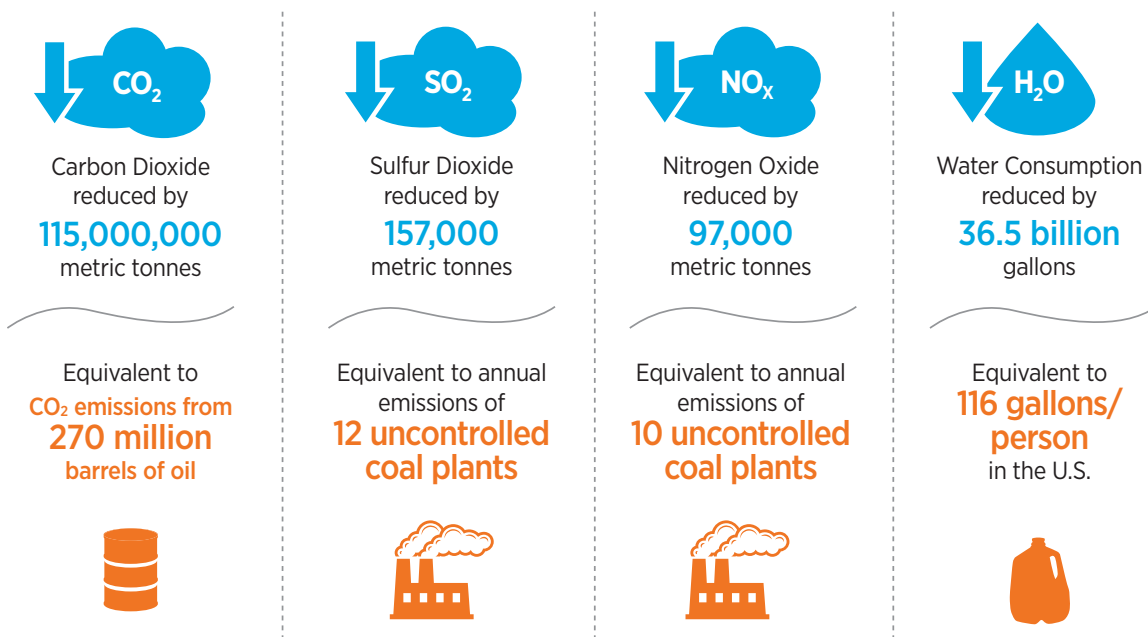 CO₂
Carbon Dioxide
reduced by
115,000,000
metric tonnes
Equivalent to
CO₂ emissions from
270 million
barrels of oil
SO₂
Sulfur Dioxide
reduced by
157,000
metric tonnes
Equivalent to annual
emissions of
12 uncontrolled
coal plants
NOₓ
Nitrogen Oxide
reduced by
97,000
metric tonnes
Equivalent to annual
emissions of
10 uncontrolled
coal plants
H₂O
Water Consumption
reduced by
36.5 billion
gallons
Equivalent to
116 gallons/
person
in the U.S.